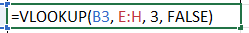 =VLOOKUP(B3, E:H, 3, FALSE)